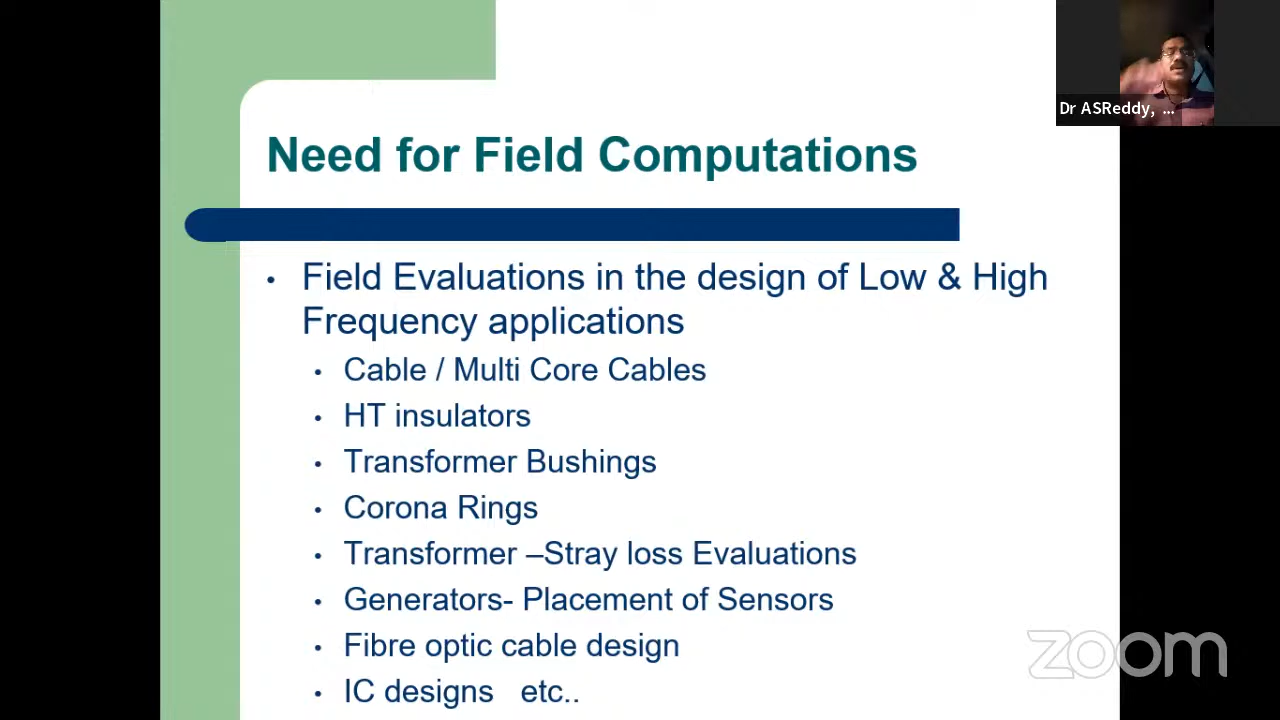 Dr ASReddy, ...
Need for Field Computations
• Field Evaluations in the design of Low & High
Frequency applications
• Cable / Multi Core Cables
• HT insulators
• Transformer Bushings
• Corona Rings
• Transformer –Stray loss Evaluations
• Generators- Placement of Sensors
• Fibre optic cable design
• IC designs etc..
zoom